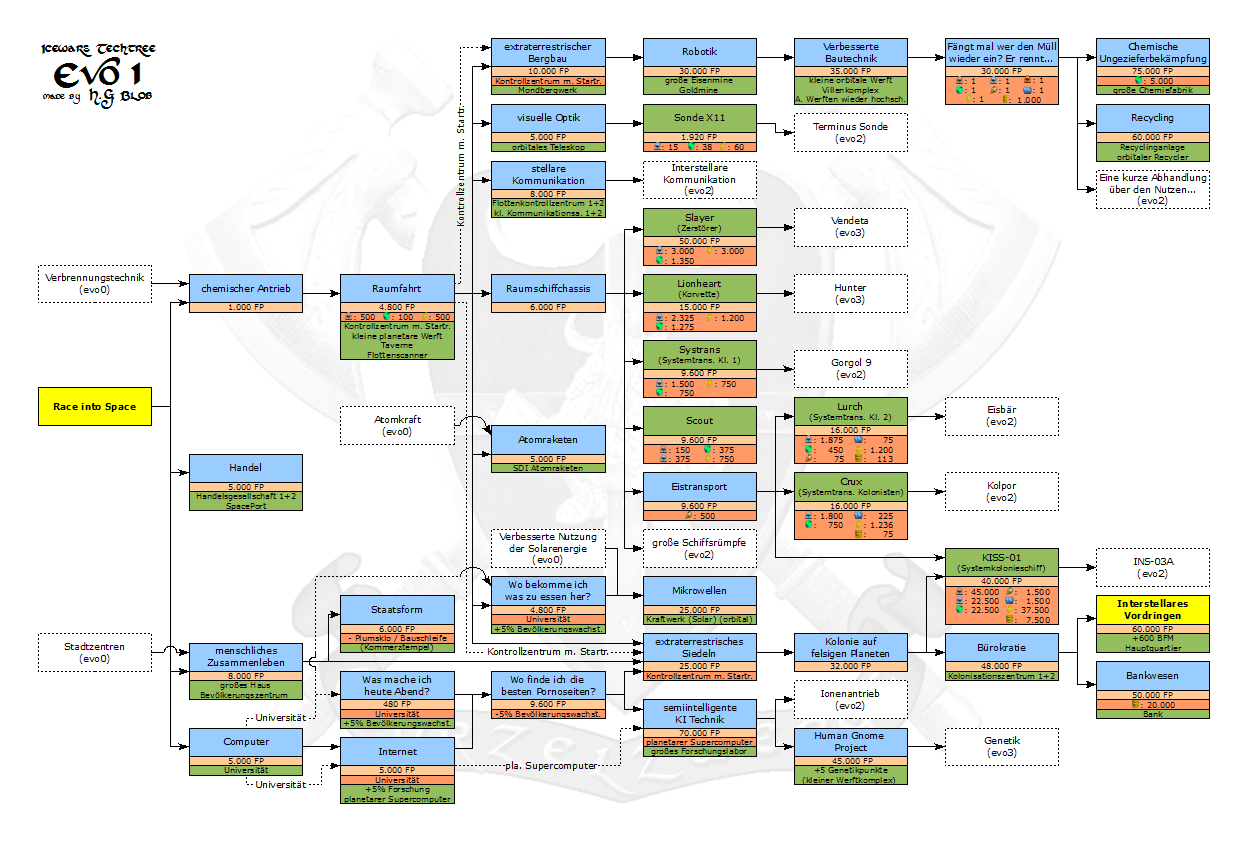 Icewars Techtree
Evo 1
made by H.G Blob
extraterrestrischer
Bergbau
10.000 FP
Kontrollzentrum m. Startr.
Mondbergwerk
Robotik
30.000 FP
große Eisenmine
Goldmine
Verbesserte
Bautechnik
35.000 FP
kleine orbitale Werft
Villenkomplex
A. Werften wieder hochsch.
Fängt mal wer den Müll
wieder ein? Er rennt...
30.000 FP
: 1 : 1 : 1
: 1 : 1 : 1
: 1 : 1.000
Chemische
Ungezieferbekämpfung
75.000 FP
: 5.000
große Chemiefabrik
visuelle Optik
5.000 FP
orbitales Teleskop
Sonde X11
1.920 FP
: 15 : 38 : 60
Terminus Sonde
(evo2)
Recycling
60.000 FP
Recyclinganlage
orbitaler Recycler
stellare
Kommunikation
8.000 FP
Flottenkontrollzentrum 1+2
kl. Kommunikationsa. 1+2
Interstellare
Kommunikation
(evo2)
Eine kurze Abhandlung
über den Nutzen...
(evo2)
Kontrollzentrum m. Startr.
Slayer
(Zerstörer)
50.000 FP
: 3.000 : 3.000
: 1.350
Vendeta
(evo3)
Verbrennungstechnik
(evo0)
chemischer Antrieb
1.000 FP
Raumfahrt
4.800 FP
: 500 : 100 : 500
Kontrollzentrum m. Startr.
kleine planetare Werft
Taverne
Flottenscanner
Raumschiffchassis
6.000 FP
Lionheart
(Korvette)
15.000 FP
: 2.325 : 1.200
: 1.275
Hunter
(evo3)
Systrans
(Systemtrans. Kl. 1)
9.600 FP
: 1.500 : 750
: 750
Gorgol 9
(evo2)
Race into Space
Atomkraft
(evo0)
Atomraketen
5.000 FP
SDI Atomraketen
Scout
9.600 FP
: 150 : 375
: 375 : 750
Lurch
(Systemtrans. Kl. 2)
16.000 FP
: 1.875 : 75
: 450 : 1.200
: 75 : 113
Eisbär
(evo2)
Handel
5.000 FP
Handelsgesellschaft 1+2
SpacePort
Eistransport
9.600 FP
: 500
Crux
(Systemtrans. Kolonisten)
16.000 FP
: 1.800 : 225
: 750 : 1.236
: 75
Kolpor
(evo2)
Verbesserte Nutzung
der Solarenergie
(evo0)
große Schiffsrümpfe
(evo2)
KISS-01
(Systemkolonieschiff)
40.000 FP
: 45.000 : 1.500
: 22.500 : 1.500
: 22.500 : 37.500
: 7.500
INS-03A
(evo2)
Wo bekomme ich
was zu essen her?
4.800 FP
Universität
+5% Bevölkerungswachst.
Mikrowellen
25.000 FP
Kraftwerk (Solar) (orbital)
Staatsform
6.000 FP
- Plumsklo / Bauschleife
(Kommerztempel)
Interstellares
Vordringen
60.000 FP
+600 BFM
Hauptquartier
Stadtzentren
(evo0)
menschliches
Zusammenleben
8.000 FP
großes Haus
Bevölkerungszentrum
Kontrollzentrum m. Startr.
extraterrestrisches
Siedeln
25.000 FP
Kontrollzentrum m. Startr.
Kolonie auf
felsigen Planeten
32.000 FP
Bürokratie
48.000 FP
Kolonisationszentrum 1+2
Bankwesen
50.000 FP
: 20.000
Bank
Was mache ich
heute Abend?
480 FP
Universität
+5% Bevölkerungswachst.
Wo finde ich die
besten Pornoseiten?
9.600 FP
-5% Bevölkerungswachst.
semiintelligente
KI Technik
70.000 FP
planetarer Supercomputer
großes Forschungslabor
Ionenantrieb
(evo2)
Universität
Computer
5.000 FP
Universität
Internet
5.000 FP
Universität
+5% Forschung
planetarer Supercomputer
pla. Supercomputer
Human Gnome
Project
45.000 FP
+5 Genetikpunkte
(kleiner Werftkomplex)
Genetik
(evo3)
Universität